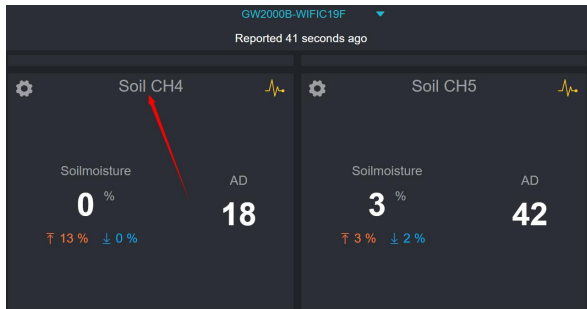 GW2000B-WIFIC19F
Reported 41 seconds ago
Soil CH4
Soilmoisture
0 %
13 % 0 %
AD
18
Soil CH5
Soilmoisture
3 %
3 % 2 %
AD
42